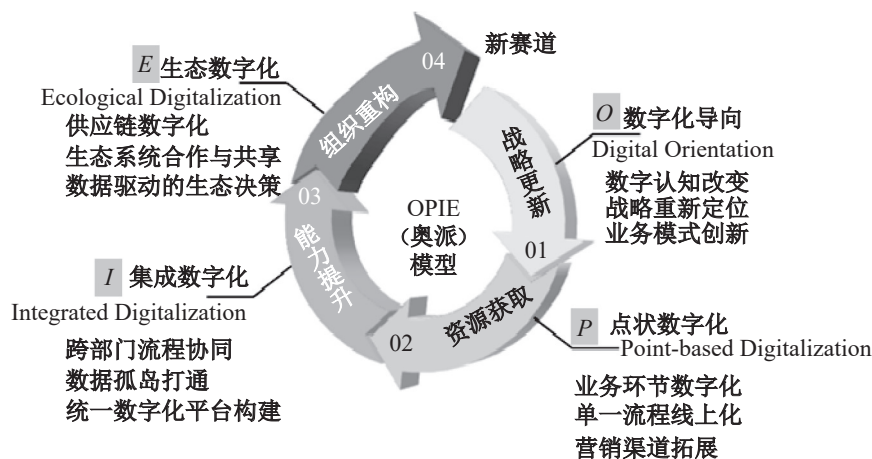 新赛道
04
组织重构
E 生态数字化
Ecological Digitalization
供应链数字化
生态系统合作与共享
数据驱动的生态决策
O 数字化导向
Digital Orientation
数字认知改变
战略重新定位
业务模式创新
战略更新
01
OPIE
（奥派）
模型
03
能力提升
I 集成数字化
Integrated Digitalization
跨部门流程协同
数据孤岛打通
统一数字化平台构建
02
资源获取
P 点状数字化
Point-based Digitalization
业务环节数字化
单一流程线上化
营销渠道拓展